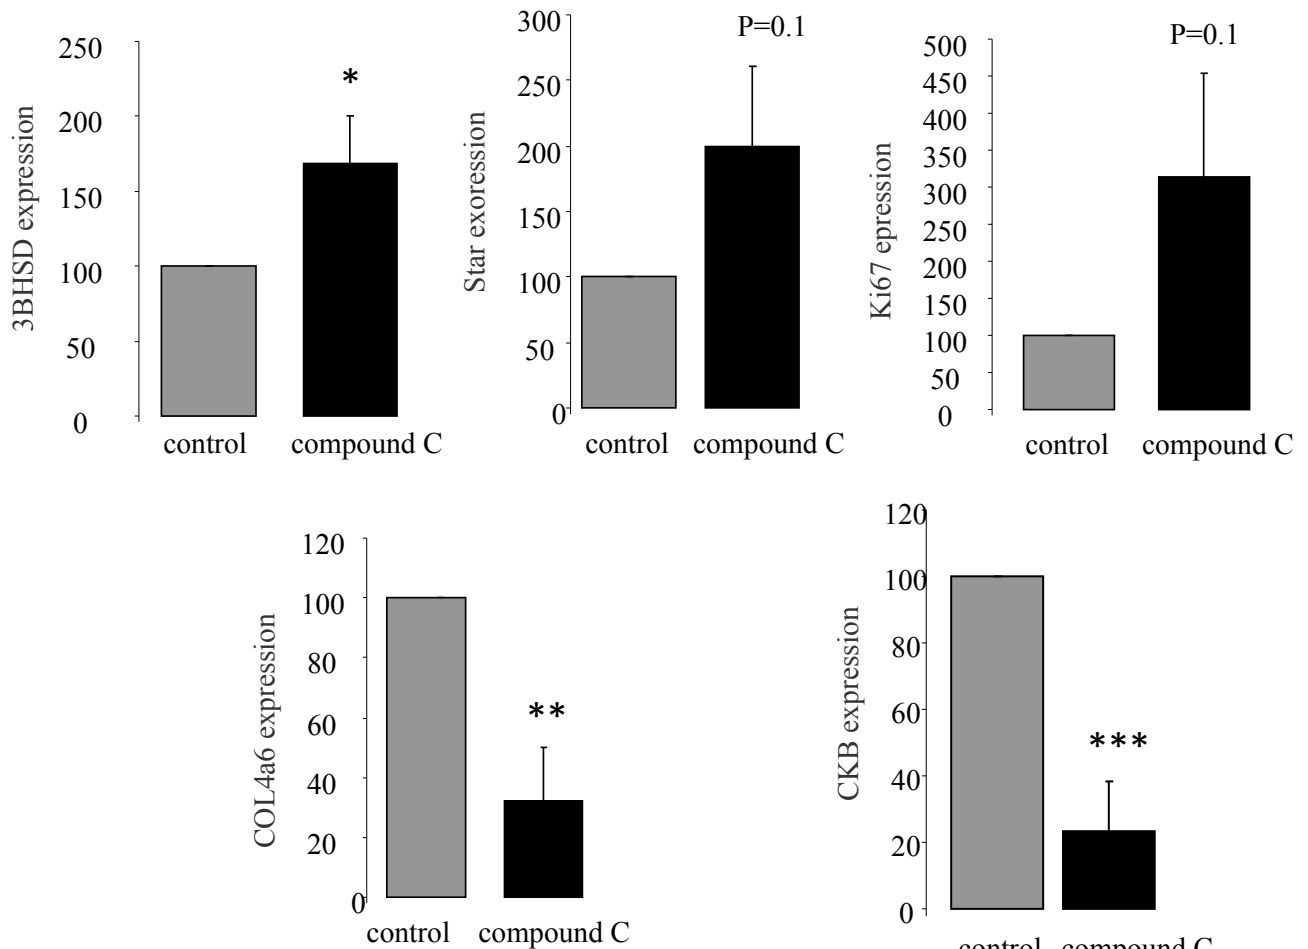 3BHSD expression
250
200
150
100
50
0
*
control
compound C
Star exoression
300
250
200
150
100
50
0
P=0.1
control
compound C
Ki67 epression
500
450
400
350
300
250
200
150
100
50
0
P=0.1
control
compound C
COL4a6 expression
120
100
80
60
40
20
0
**
control
compound C
CKB expression
120
100
80
60
40
20
0
***
control
compound C